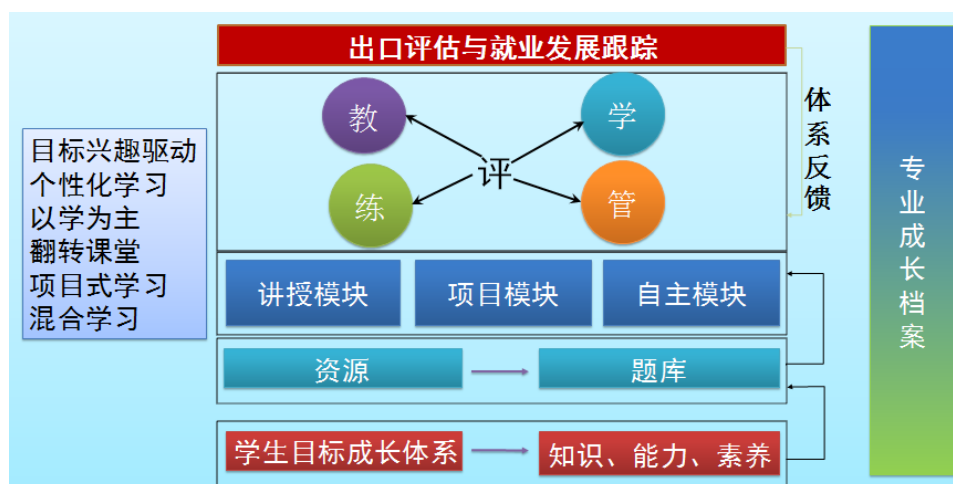 出口评估与就业发展跟踪
教
学
评
练
管
体系反馈
目标兴趣驱动
个性化学习
以学为主
翻转课堂
项目式学习
混合学习
讲授模块
项目模块
自主模块
资源
题库
学生目标成长体系
知识、能力、素养
专业成长档案